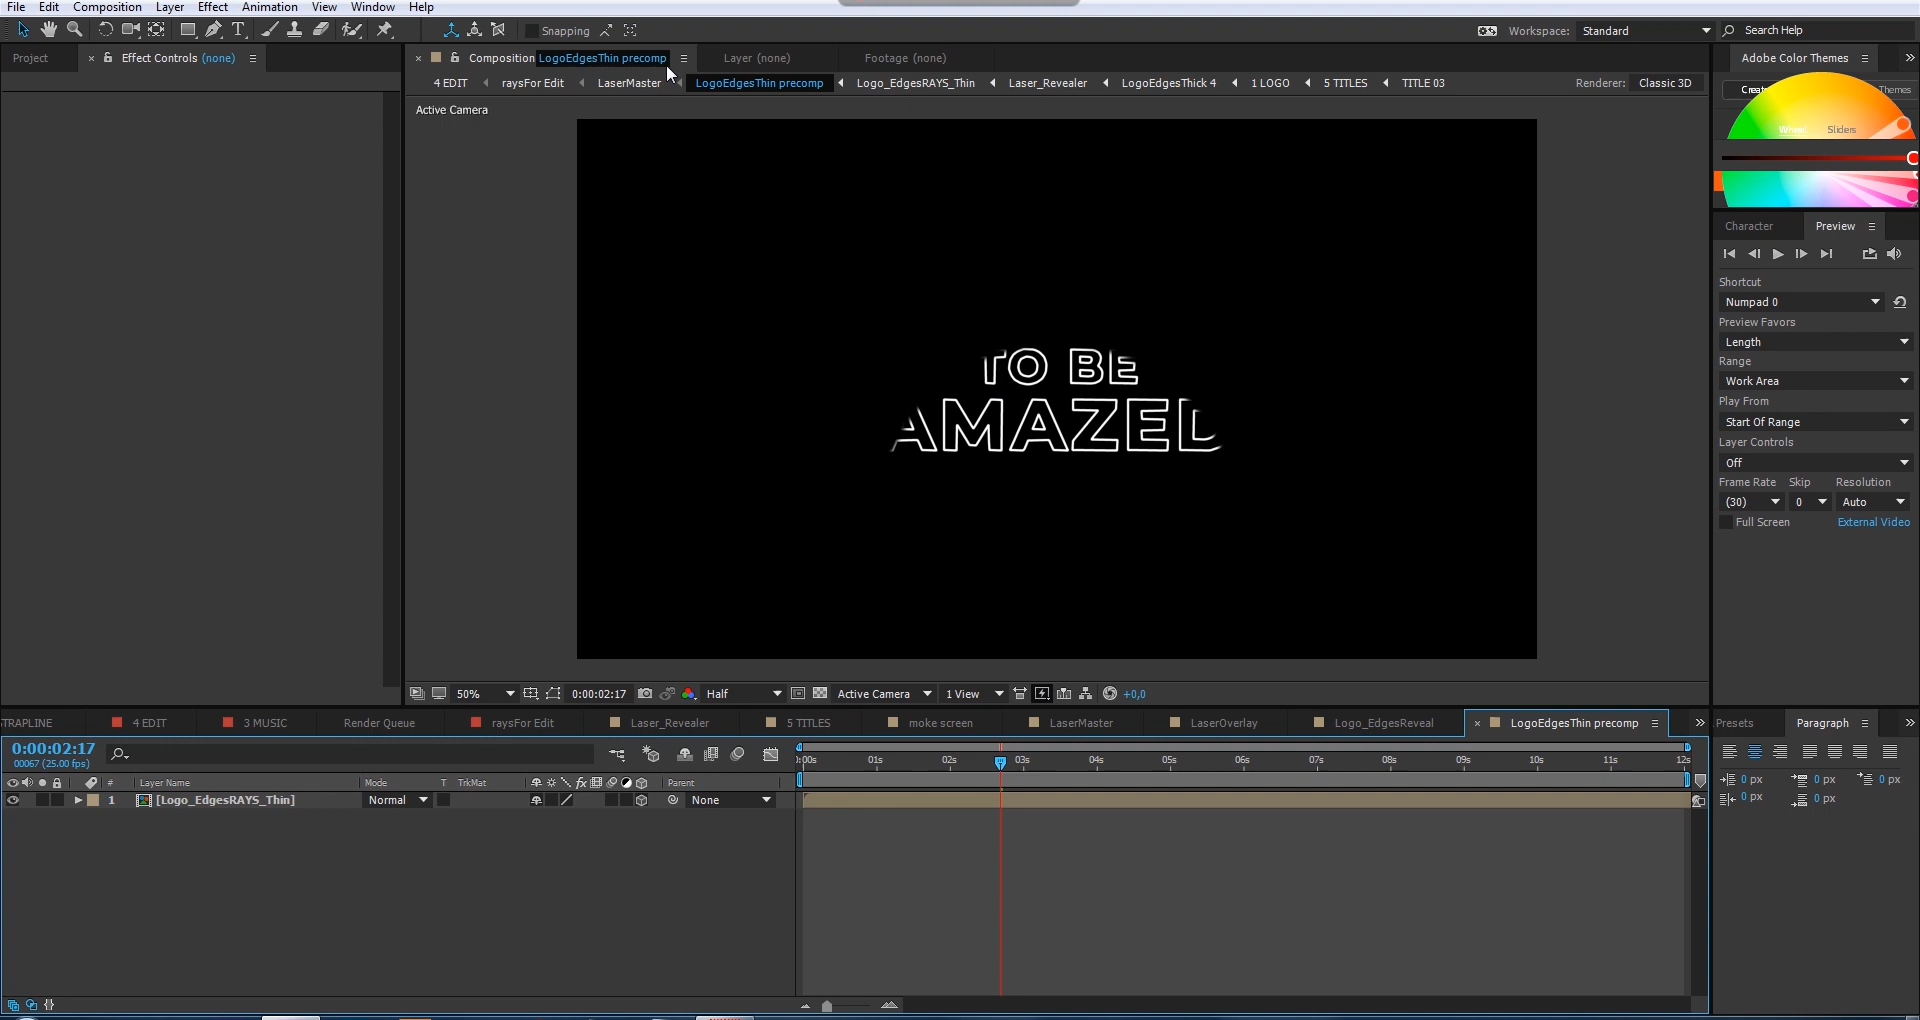 File Edit Composition Layer Effect Animation View Window Help
Snapping Workspace: Standard Search Help
Project Effect Controls (none) Composition LogoEdgesThin precomp Layer (none) Footage (none) Adobe Color Themes
4 EDIT raysFor Edit LaserMaster LogoEdgesThin precomp Logo_EdgesRAYS_Thin Laser_Revealer LogoEdgesThick 4 1 LOGO 5 TITLES TITLE 03 Renderer: Classic 3D
Themes
Active Camera
Wheel Sliders
TO BE
AMAZED
Character Preview
Shortcut
Numpad 0
Preview Favors
Length
Range
Work Area
Play From
Start Of Range
Layer Controls
Off
Frame Rate Skip Resolution
(30) 0 Auto
Full Screen External Video
50% 0:00:02:17 Half Active Camera 1 View +0,0
TRAPLINE 4 EDIT 3 MUSIC Render Queue raysFor Edit Laser_Revealer 5 TITLES moke screen LaserMaster LaserOverlay Logo_EdgesReveal LogoEdgesThin precomp Presets Paragraph
0:00:02:17
00067 (25.00 fps)
:00s 01s 02s 03s 04s 05s 06s 07s 08s 09s 10s 11s 12s
# Layer Name Mode T TrkMat fx Parent
1 [Logo_EdgesRAYS_Thin] Normal None
0 px 0 px 0 px
0 px 0 px